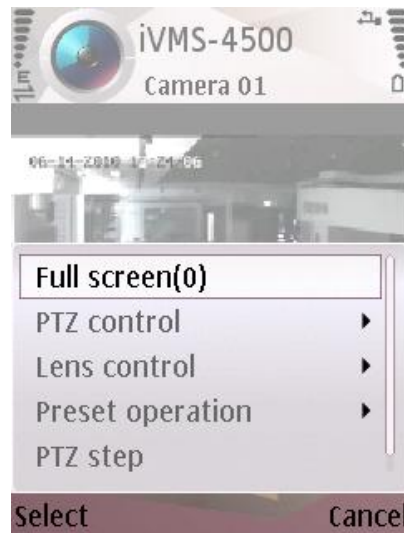 iVMS-4500
Camera 01
Full screen(0)
PTZ control
Lens control
Preset operation
PTZ step
Select Cancel